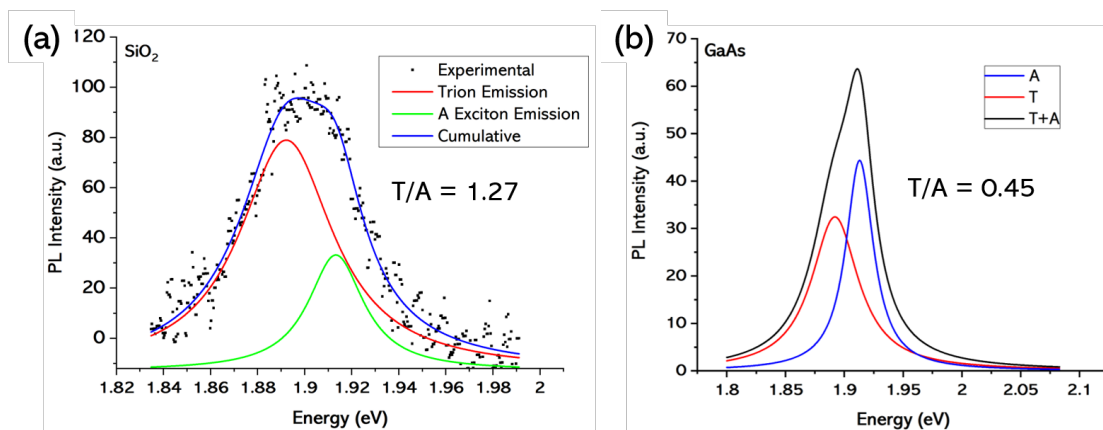 (a)
SiO₂
120
100
80
60
40
20
0
PL Intensity (a.u.)
Experimental
Trion Emission
A Exciton Emission
Cumulative
T/A = 1.27
1.82 1.84 1.86 1.88 1.9 1.92 1.94 1.96 1.98 2
Energy (eV)
(b)
GaAs
70
60
50
40
30
20
10
0
PL Intensity (a.u.)
A
T
T+A
T/A = 0.45
1.8 1.85 1.9 1.95 2 2.05 2.1
Energy (eV)